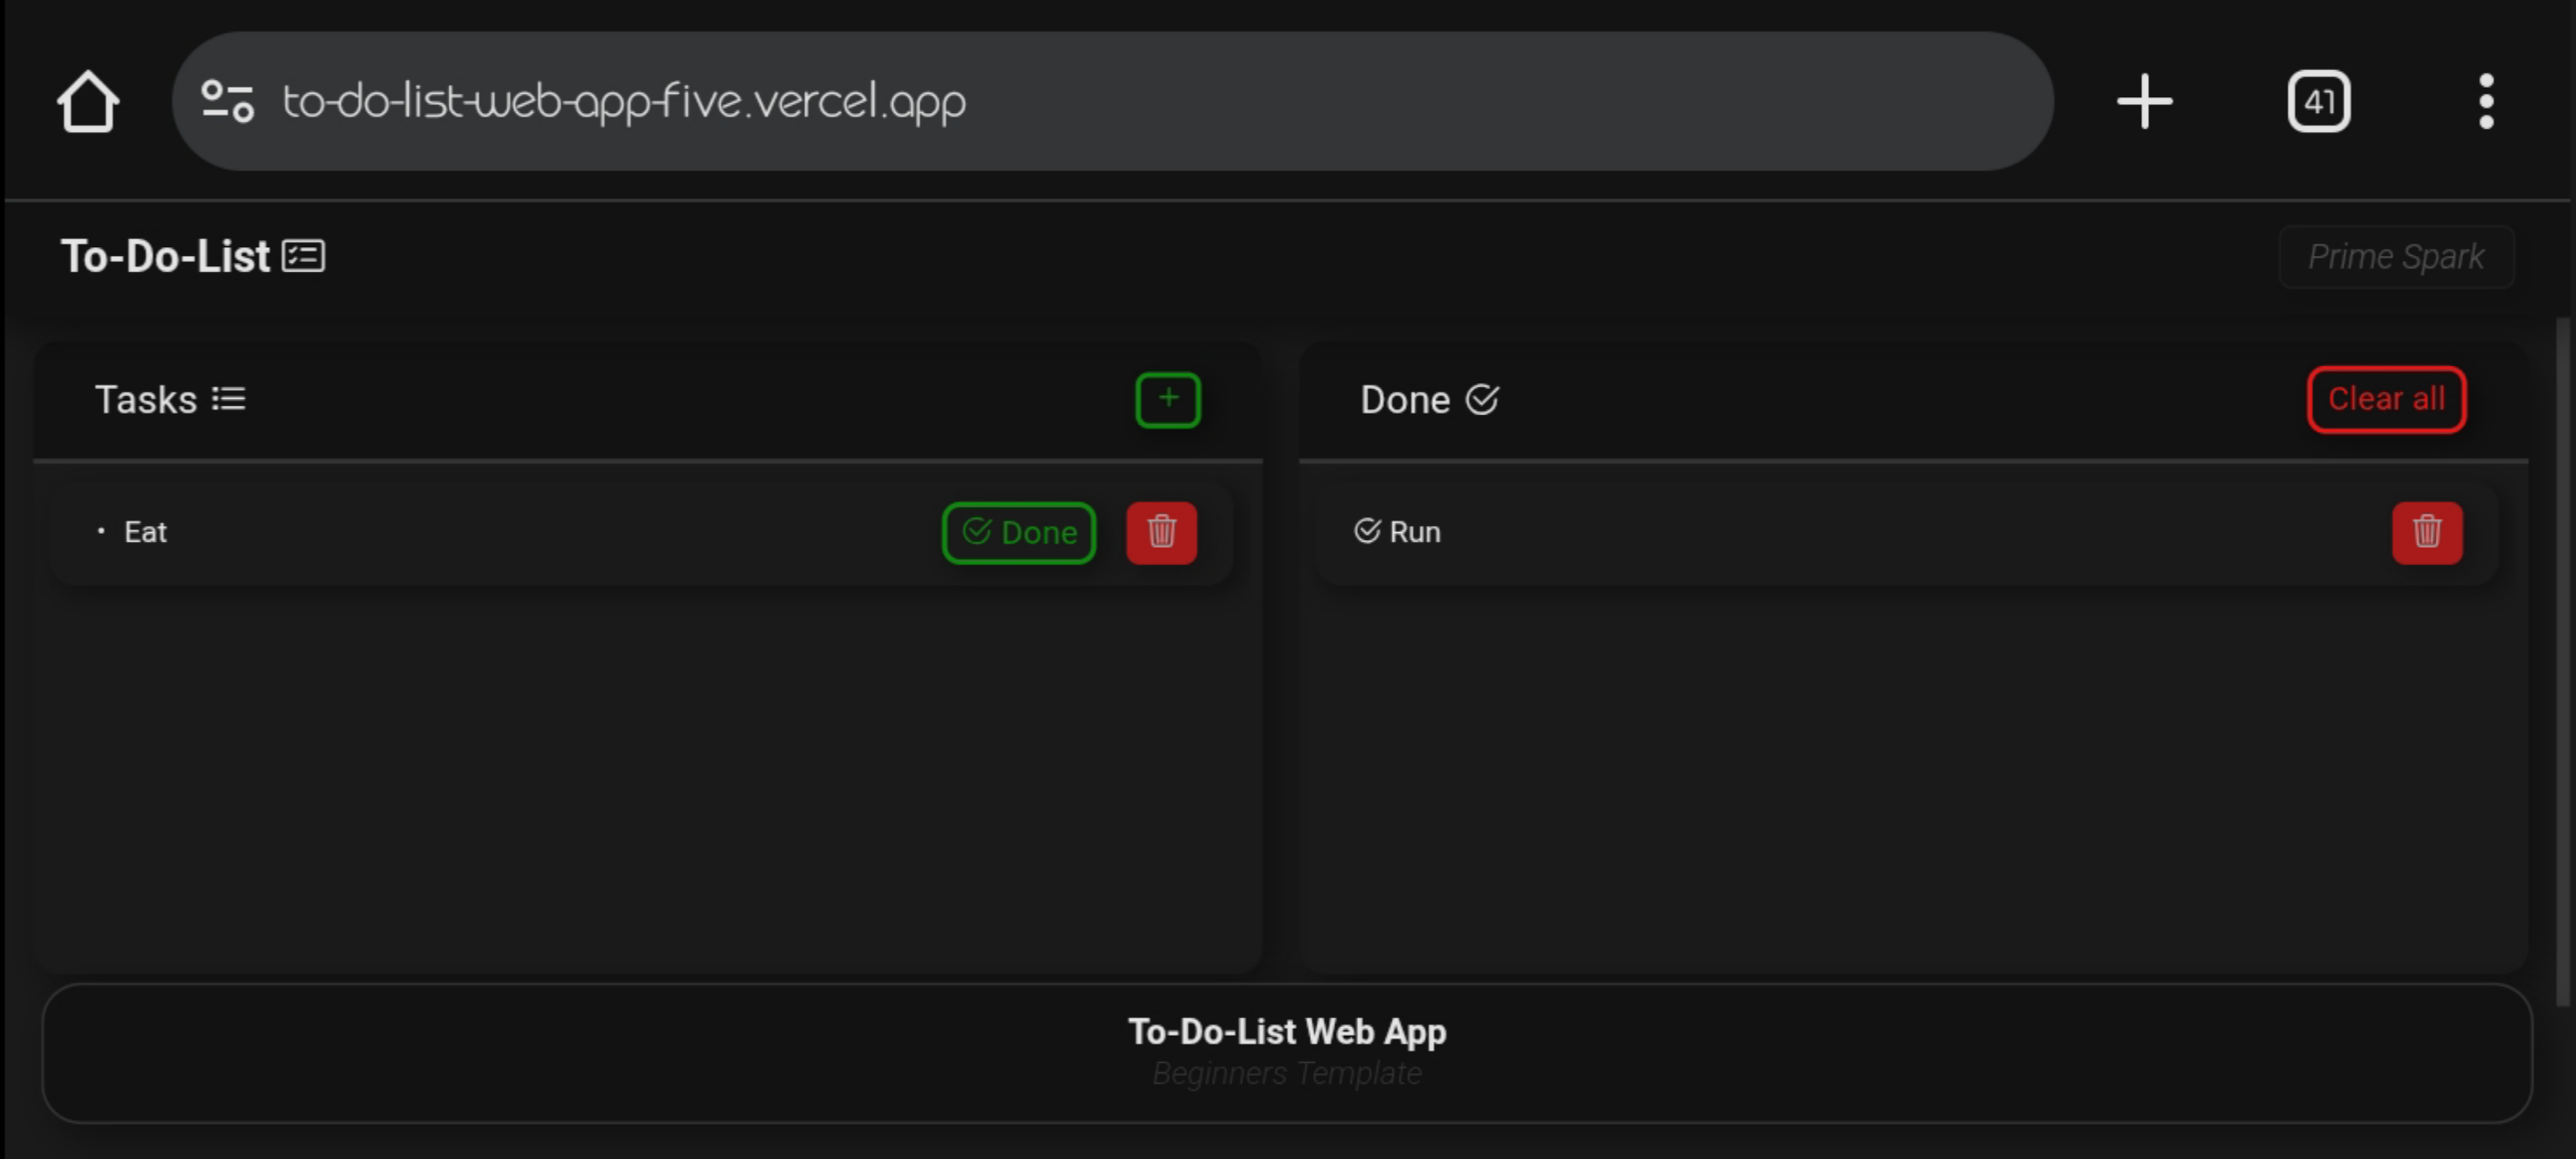 to-do-list-web-app-five.vercel.app
41
To-Do-List
Prime Spark
Tasks
+
Done
Clear all
Eat
Done
Run
To-Do-List Web App
Beginners Template